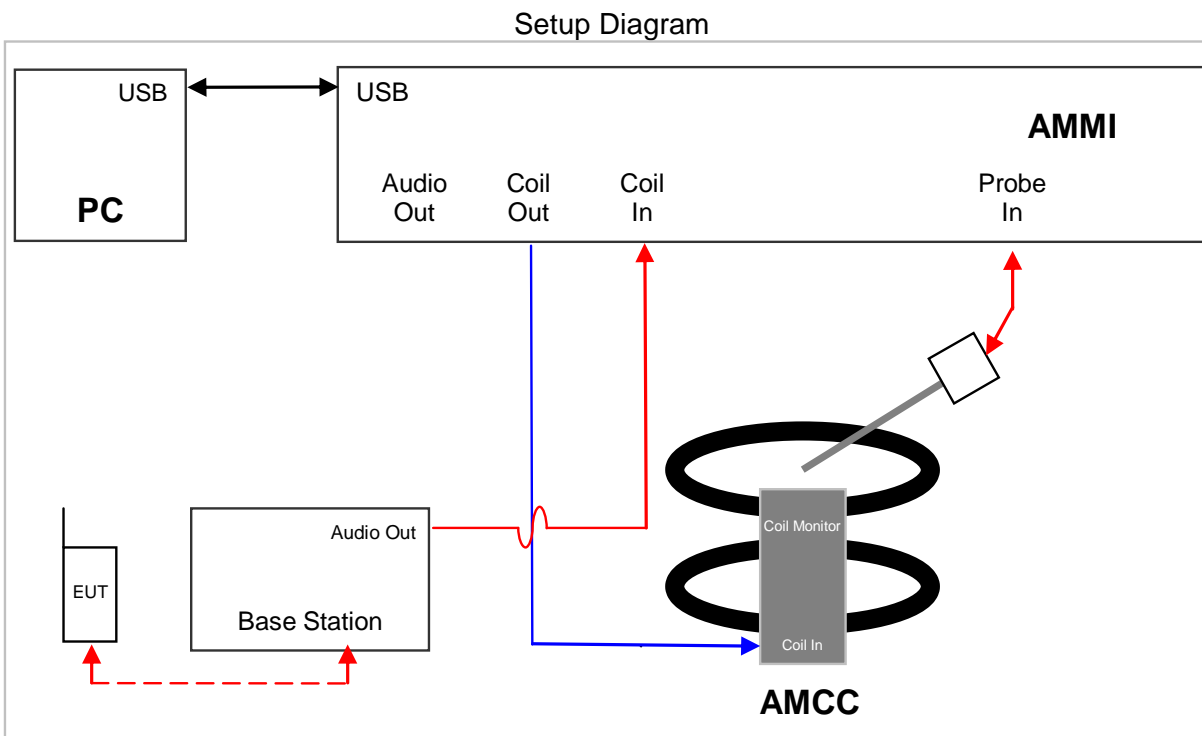 Setup Diagram
USB
USB
AMMI
PC
Audio
Out
Coil
Out
Coil
In
Probe
In
Audio Out
Base Station
EUT
Coil Monitor
Coil In
AMCC